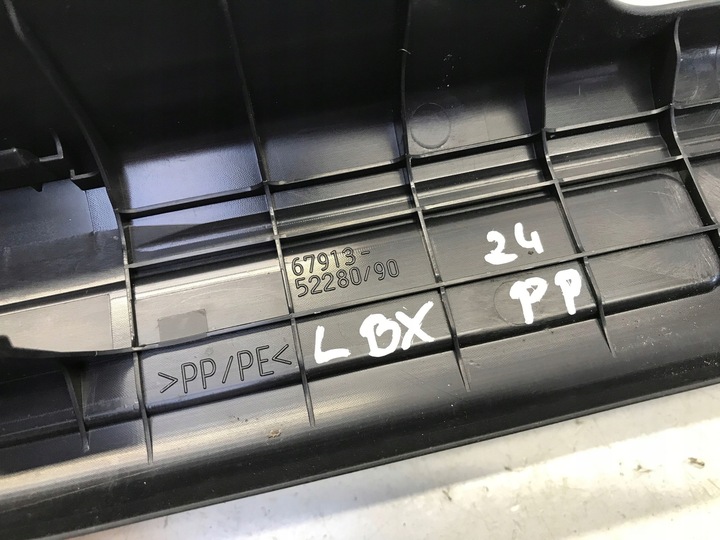 67913-
52280/90
24
L BX
PP
>PP/PE<